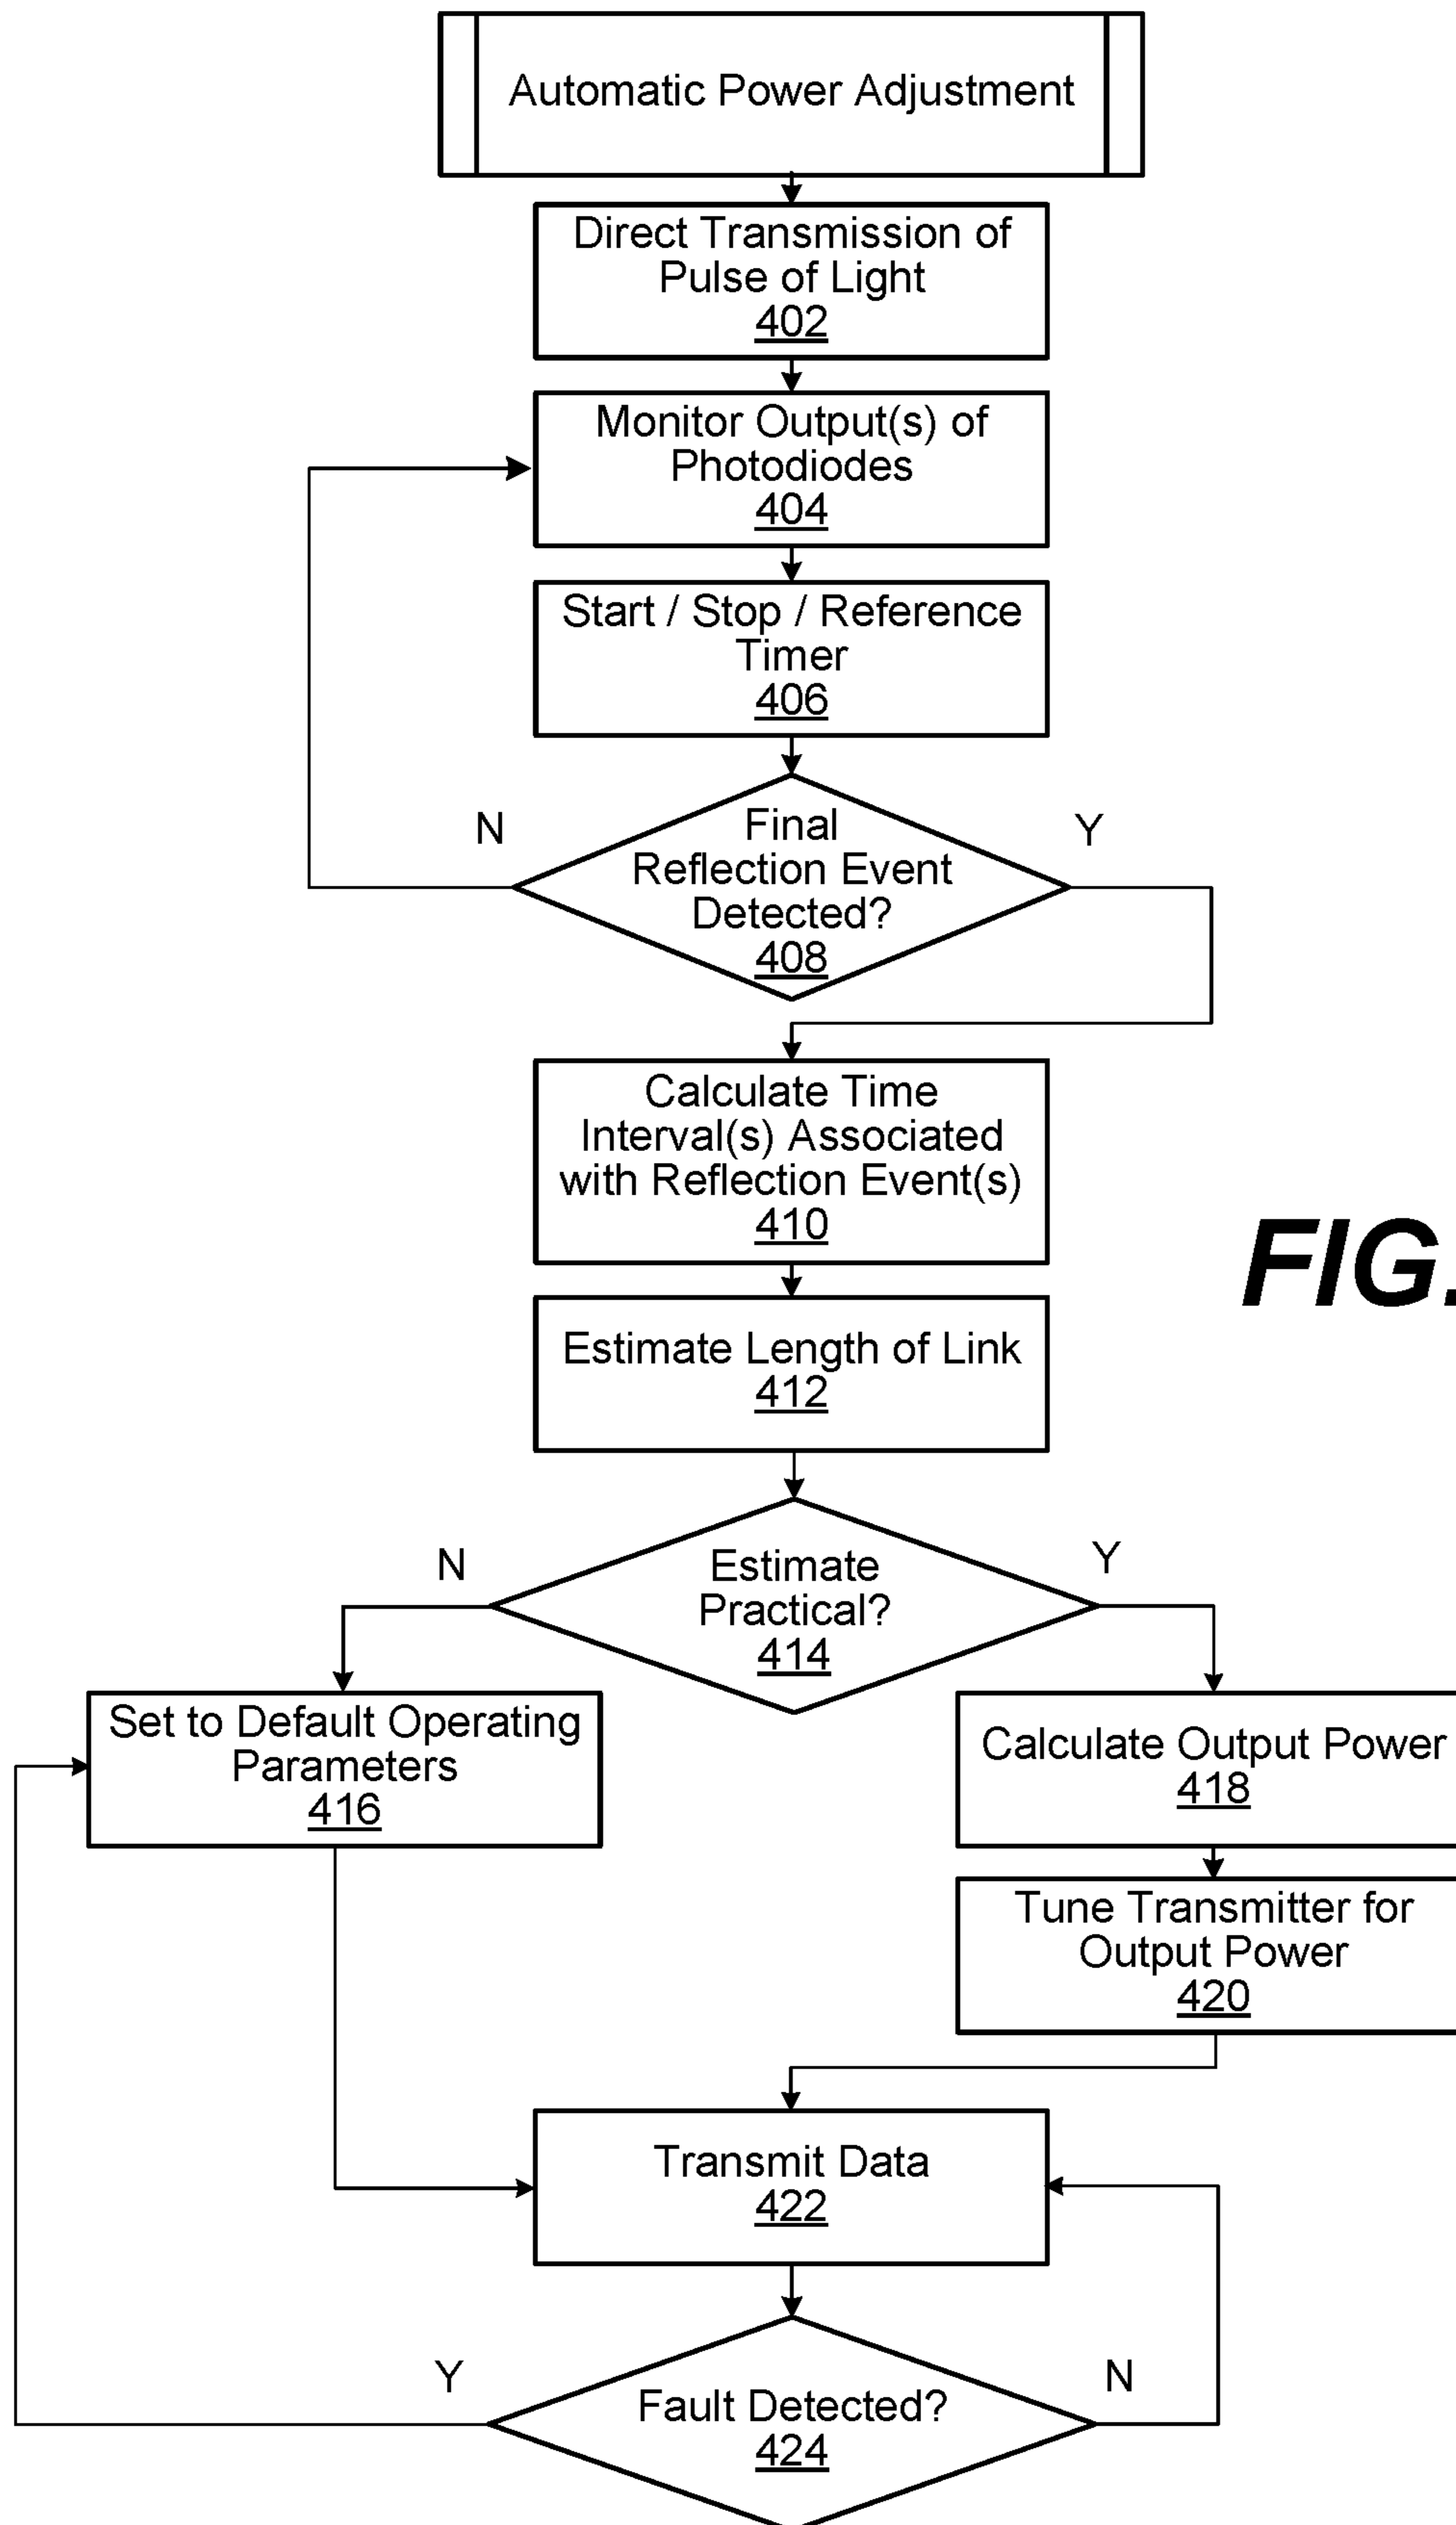 Automatic Power Adjustment
Direct Transmission of
Pulse of Light
402
Monitor Output(s) of
Photodiodes
404
Start / Stop / Reference
Timer
406
N
Y
Final
Reflection Event
Detected?
408
Calculate Time
Interval(s) Associated
with Reflection Event(s)
410
FIG.
Estimate Length of Link
412
N
Y
Estimate
Practical?
414
Set to Default Operating
Parameters
416
Calculate Output Power
418
Tune Transmitter for
Output Power
420
Transmit Data
422
Y
N
Fault Detected?
424